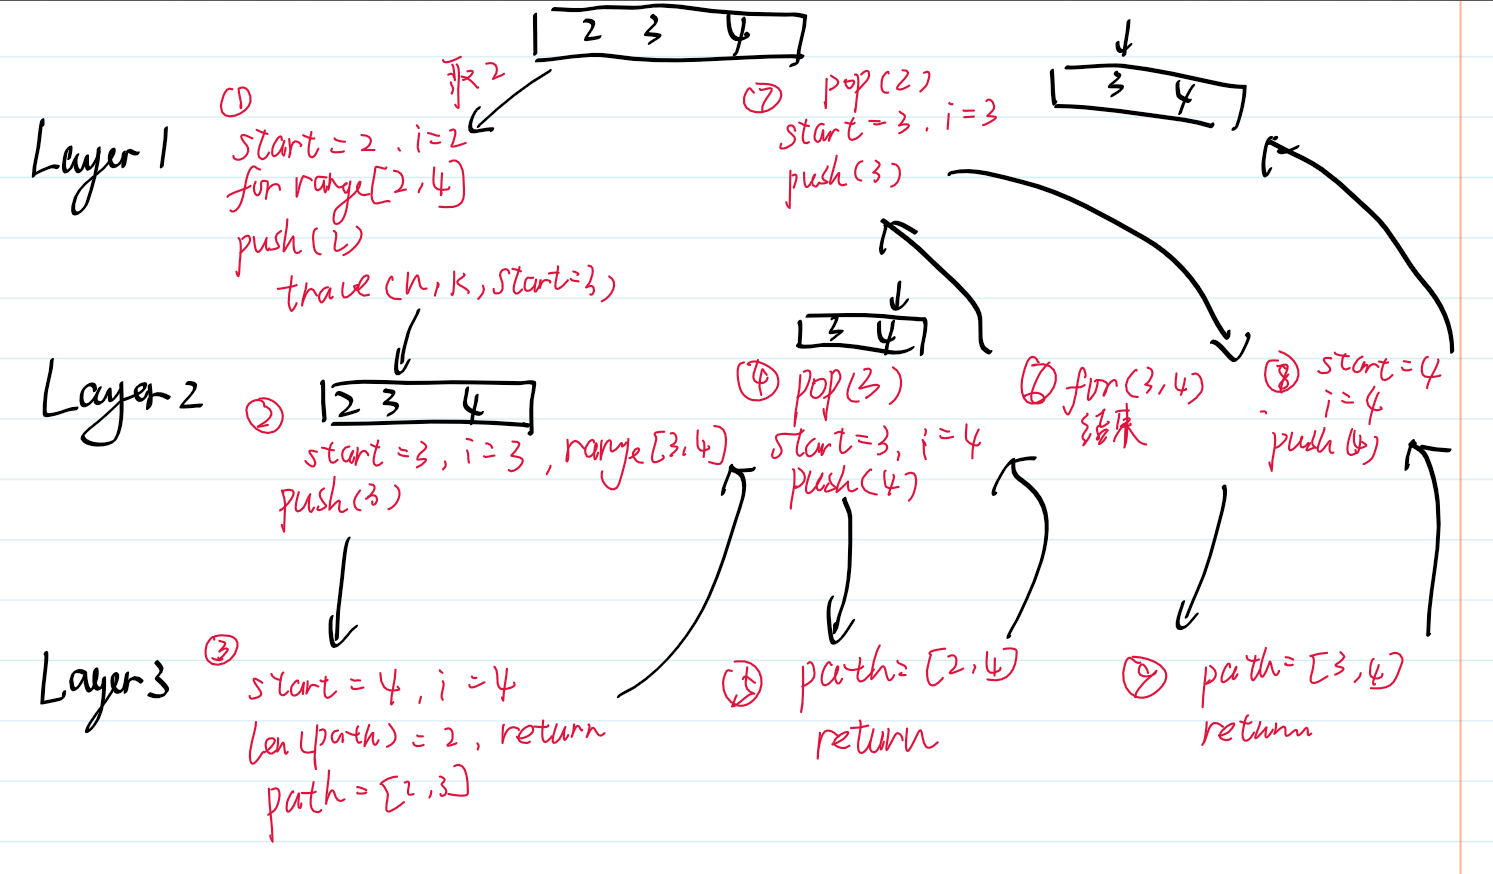 2 3 4
取2
①
Layer 1
start = 2 . i=2
for range[2,4]
push(2)
trave(n,k,start=3)
⑦ pop(2)
start = 3 . i=3
push(3)
3 4
Layer 2
②
2 3 4
start =3, i=3, range[3,4]
push(3)
3 4
④ pop(3)
start=3, i=4
push(4)
⑥ for(3,4)
结束
⑧ start=4
i=4
push(4)
Layer 3
③
start = 4, i=4
len(path) = 2, return
path=[2,3]
⑤ path=[2,4]
return
⑨ path=[3,4]
return